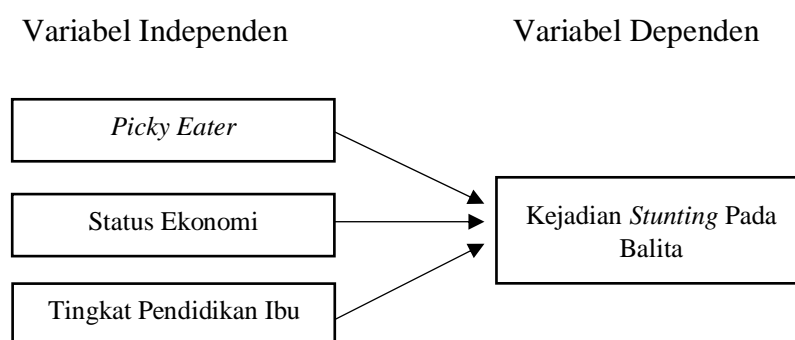 Variabel Independen
Variabel Dependen
Picky Eater
Status Ekonomi
Tingkat Pendidikan Ibu
Kejadian Stunting Pada
Balita